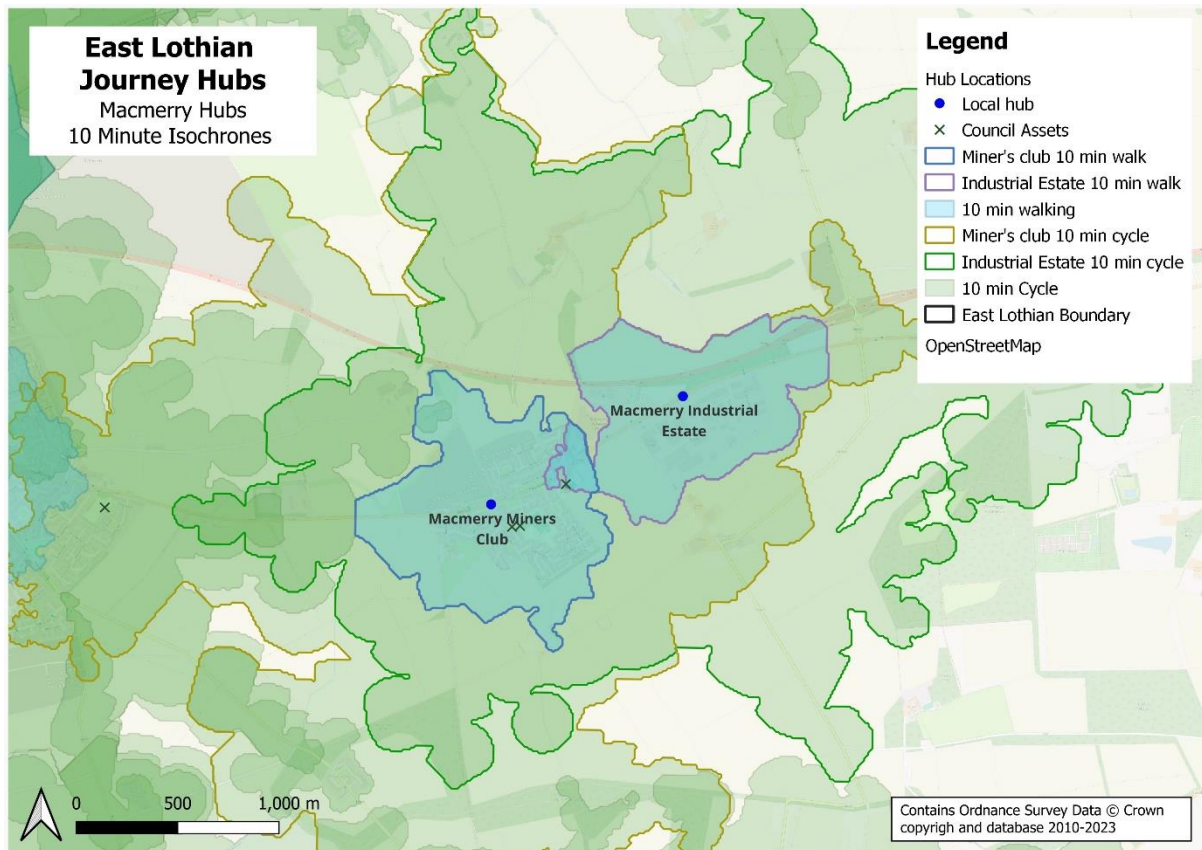 East Lothian
Journey Hubs
Macmerry Hubs
10 Minute Isochrones
Legend
Hub Locations
Local hub
Council Assets
Miner's club 10 min walk
Industrial Estate 10 min walk
10 min walking
Miner's club 10 min cycle
Industrial Estate 10 min cycle
10 min Cycle
East Lothian Boundary
OpenStreetMap
Macmerry Industrial
Estate
Macmerry Miners
Club
0 500 1,000 m
Contains Ordnance Survey Data © Crown
copyrigh and database 2010-2023